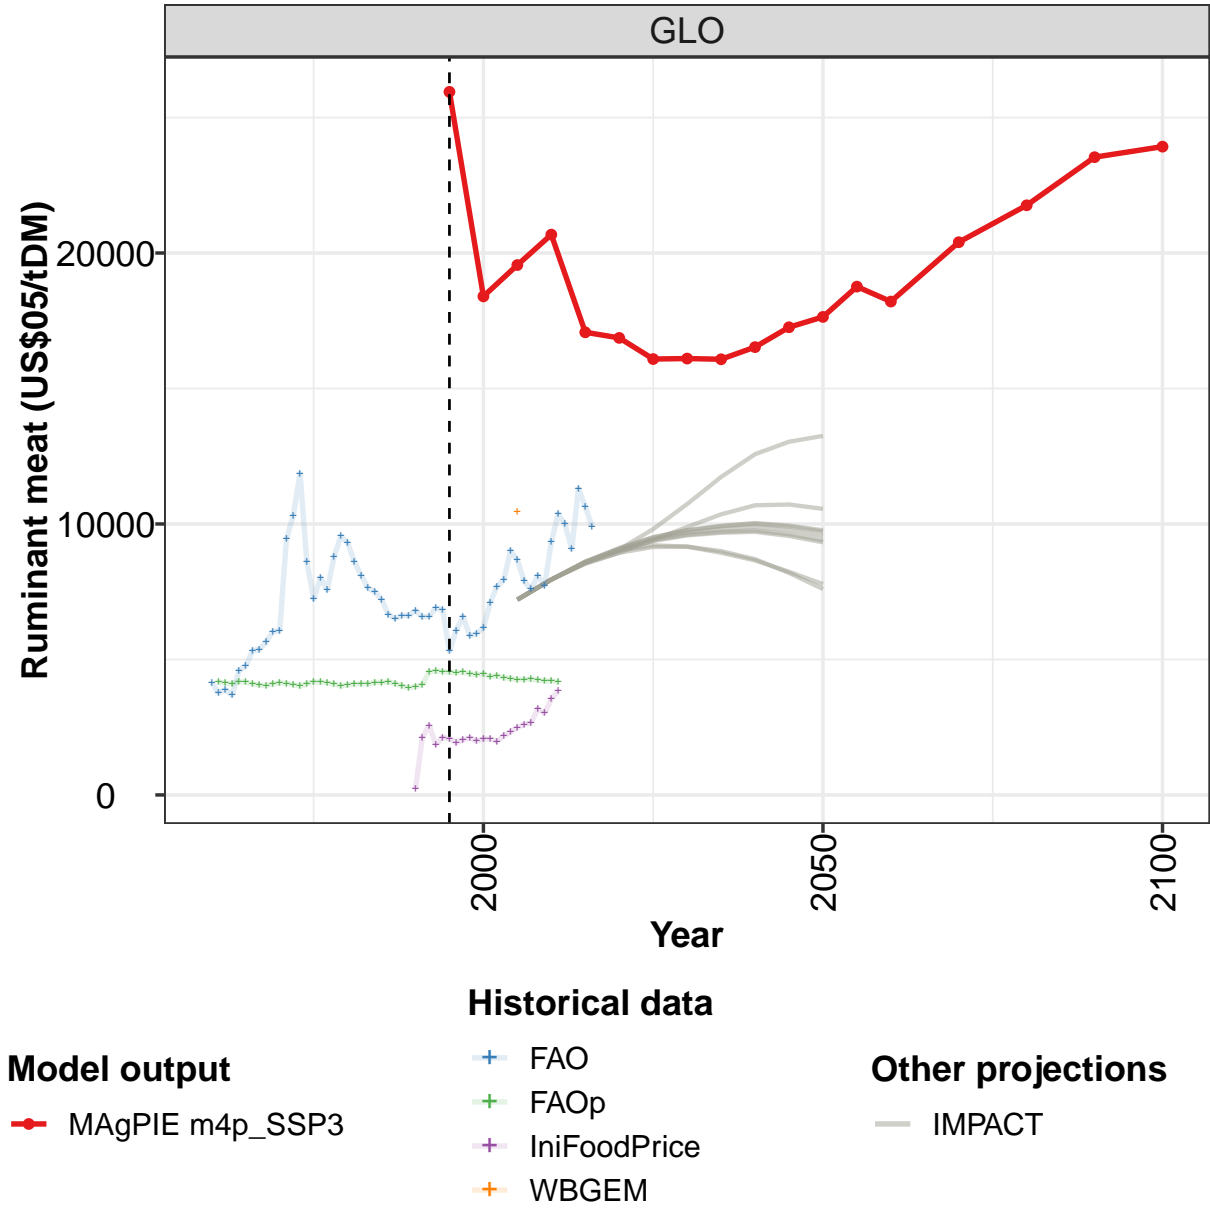 GLO
Ruminant meat (US$05/tDM)
20000
10000
0
2000
2050
2100
Year
Historical data
FAO
FAOp
IniFoodPrice
WBGEM
Model output
MAgPIE m4p_SSP3
Other projections
IMPACT